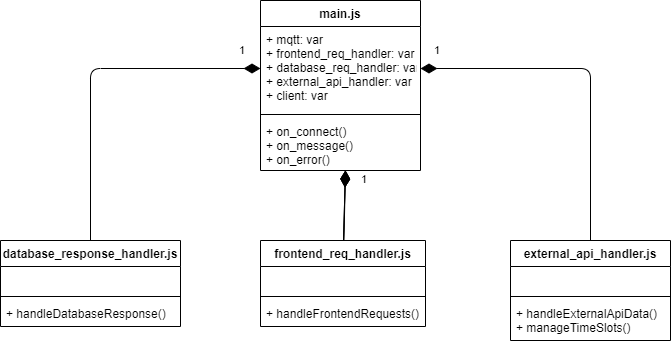 main.js
+ mqtt: var
+ frontend_req_handler: var
+ database_req_handler: va
+ external_api_handler: var
+ client: var
+ on_connect()
+ on_message()
+ on_error()
1
1
1
database_response_handler.js
+ handleDatabaseResponse()
frontend_req_handler.js
+ handleFrontendRequests()
external_api_handler.js
+ handleExternalApiData()
+ manageTimeSlots()